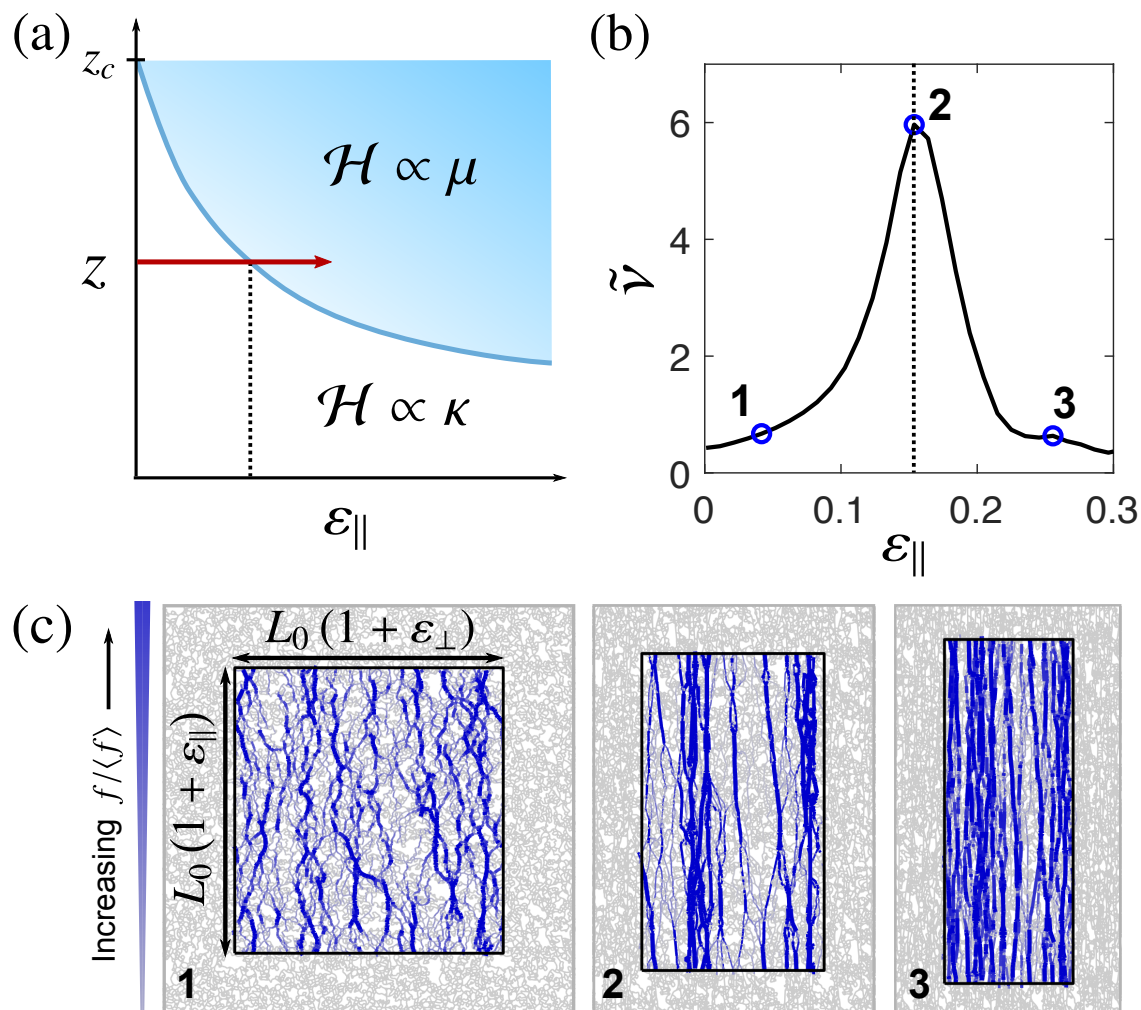 (a)
z_c
ℋ ∝ μ
z
ℋ ∝ κ
ε_∥
(b)
6
4
2
0
ν̃
1
2
3
0
0.1
0.2
0.3
ε_∥
(c)
Increasing f/⟨f⟩
L_0 (1 + ε_⊥)
L_0 (1 + ε_∥)
1
2
3